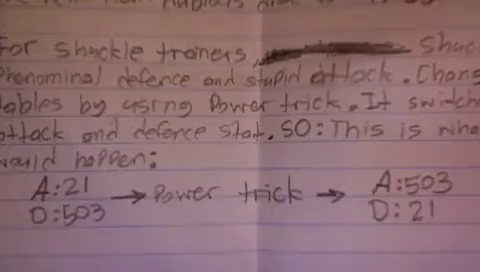 For shuckle trainers, Shuc
Phenominal defence and stupid attack. Chang
tables by using Power trick. It switch
attack and defence stat. SO: This is wha
would happen:
A:21 → Power trick → A:503
D:503 D:21